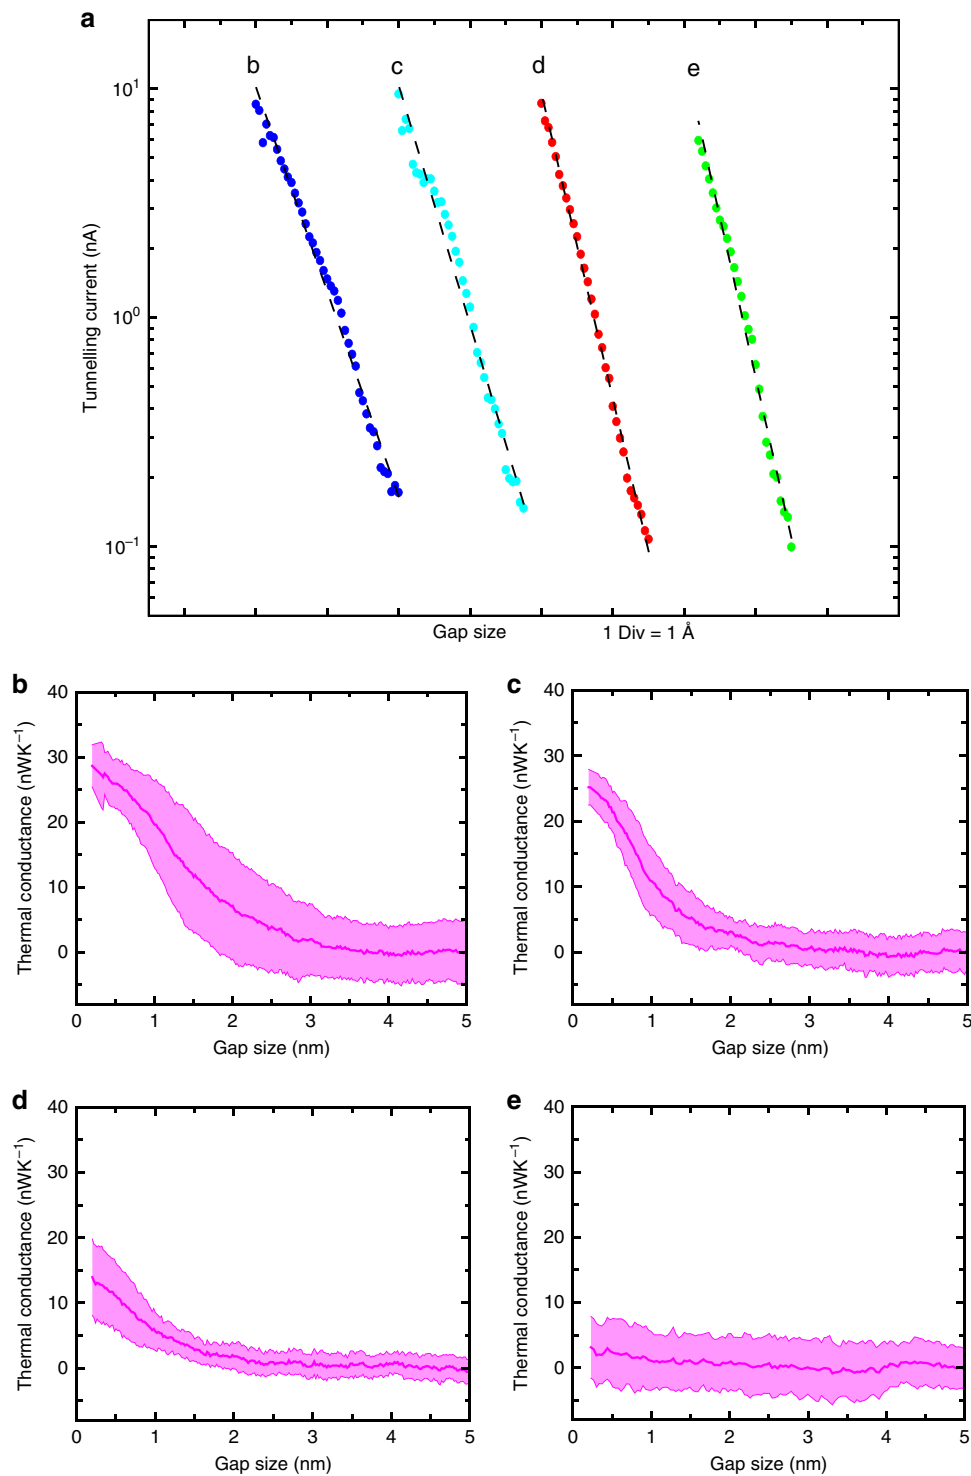 a
b
c
d
e
10¹
10⁰
10⁻¹
Tunnelling current (nA)
Gap size 1 Div = 1 Å
b
40
30
20
10
0
Thermal conductance (nWK⁻¹)
0 1 2 3 4 5
Gap size (nm)
c
40
30
20
10
0
Thermal conductance (nWK⁻¹)
0 1 2 3 4 5
Gap size (nm)
d
40
30
20
10
0
Thermal conductance (nWK⁻¹)
0 1 2 3 4 5
Gap size (nm)
e
40
30
20
10
0
Thermal conductance (nWK⁻¹)
0 1 2 3 4 5
Gap size (nm)